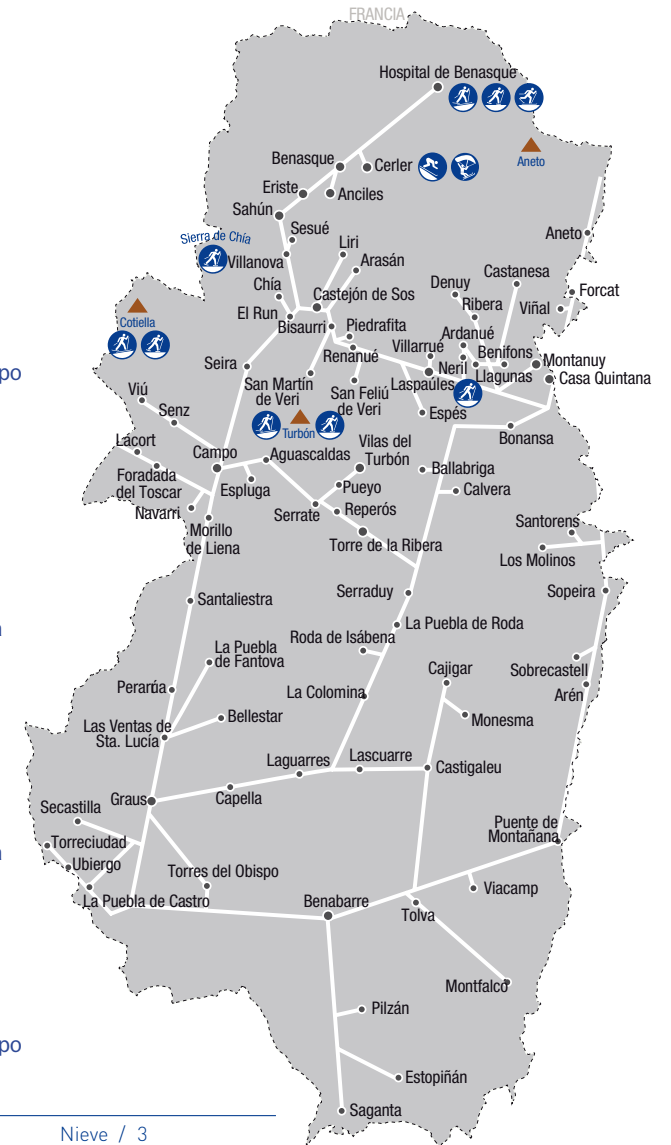 FRANCIA
Hospital de Benasque
Benasque
Cerler
Aneto
Eriste
Anciles
Sahún
Sesué
Aneto
Sierra de Chía
Liri
Villanova
Arasán
Castanesa
Chía
Denuy
Forcat
Castejón de Sos
Ribera
Viñal
El Run
Cotiella
Bisaurri
Piedrafita
Ardanué
Villarrué
Renanué
Benifons
Seira
Neril
Montanuy
Laspaúles
Llagunas
Casa Quintana
San Martín
de Veri
San Feliú
de Veri
Viú
Espés
Senz
Turbón
Bonansa
Lacort
Campo
Aguascaldas
Vilas del
Turbón
Ballabriga
Foradada
del Toscar
Espluga
Pueyo
Calvera
Navarri
Serrate
Reperós
Morillo
de Liena
Torre de la Ribera
Santorens
Los Molinos
Santaliestra
Serraduy
Sopeira
La Puebla de Roda
La Puebla
de Fantova
Roda de Isábena
Cajigar
Sobrecastell
Perarrúa
La Colomina
Arén
Las Ventas de
Sta. Lucía
Bellestar
Monesma
Laguarres
Lascuarre
Castigaleu
Graus
Capella
Secastilla
Puente de
Montañana
Torreciudad
Ubiergo
Torres del Obispo
Viacamp
La Puebla de Castro
Benabarre
Tolva
Montfalcó
Pilzán
Estopiñán
Saganta
po
a
a
po
Nieve / 3